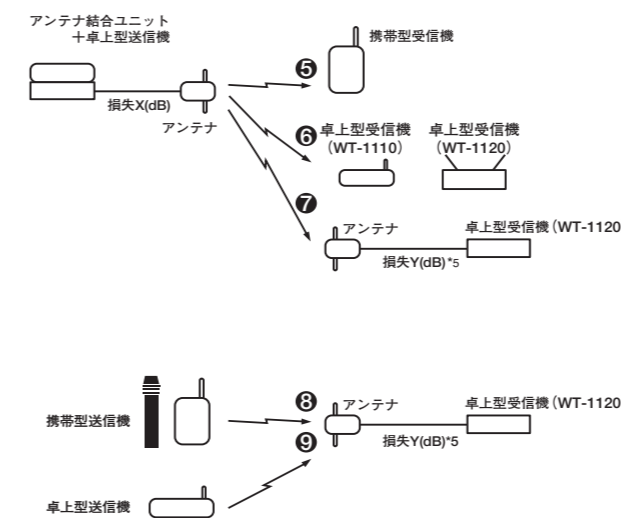 アンテナ結合ユニット
＋卓上型送信機
損失X(dB)
アンテナ
❺
携帯型受信機
❻
卓上型受信機
（WT-1110）
卓上型受信機
（WT-1120）
❼
アンテナ
損失Y(dB)*5
卓上型受信機（WT-1120
携帯型送信機
❽
❾
アンテナ
損失Y(dB)*5
卓上型受信機（WT-1120
卓上型送信機